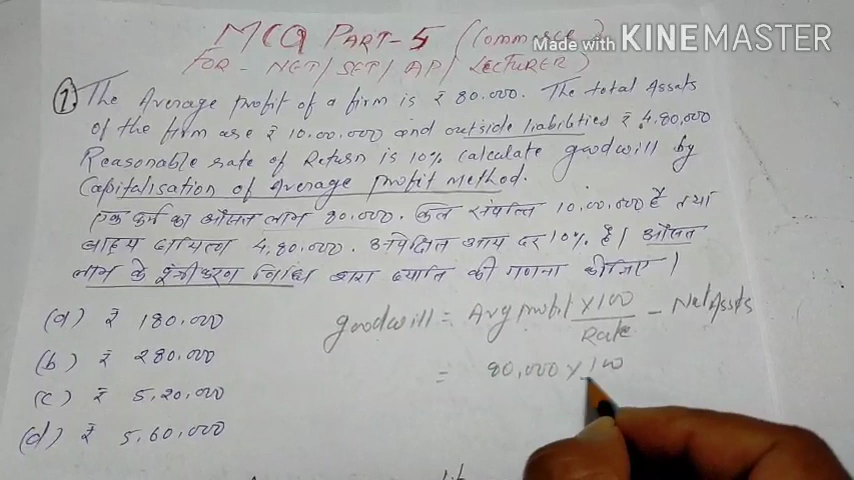 MCQ PART-5 (Commerce)
Made with KINEMASTER
FOR - NET/SET/AP/LECTURER)
1. The Average profit of a firm is ₹ 80.000. The total Assets
of the firm are ₹ 10.00.000 and outside liabilities ₹ 4.80,000
Reasonable rate of Return is 10% Calculate goodwill by
Capitalisation of Average profit method.
एक फर्म का औसत लाभ 80.000. कुल संपत्ति 10.00.000 है तथा
बाह्य दायित्व 4,80,000. अपेक्षित आय दर 10% है। औसत
लाभ के पूंजीकरण विधि द्वारा ख्याति की गणना कीजिए।
(a) ₹ 180,000
(b) ₹ 280.000
(c) ₹ 5,20,000
(d) ₹ 5,60,000
goodwill = Avg profit × 100 / Rate - Net Assets
= 80,000 × 100